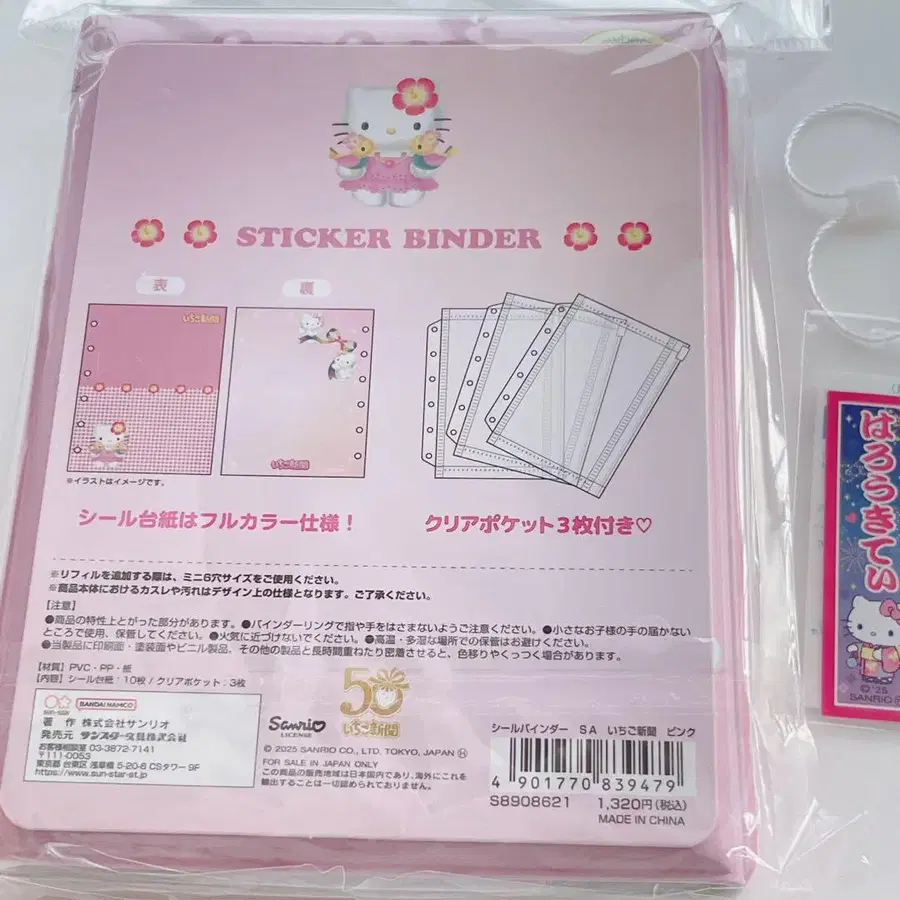 STICKER BINDER
表
裏
いちご新聞
いちご新聞
※イラストはイメージです。
シール台紙はフルカラー仕様！
クリアポケット3枚付き♡
※リフィルを追加する際は、ミニ6穴サイズをご使用ください。
※商品本体におけるカスレや汚れはデザイン上の仕様となります。ご了承ください。
【注意】
●商品の特性上とがった部分があります。●バインダーリングで指や手をはさまないようご注意ください。●小さなお子様の手の届かない
ところで使用、保管してください。●火気に近づけないでください。●高温・多湿な場所での保管はお避けください。
●当製品に印刷面・塗装面やビニル製品、その他の製品と長時間重ねたり密着させると、色移りやくっつく場合があります。
【材質】PVC・PP・紙
【内容】シール台紙：10枚／クリアポケット：3枚
SUN-STAR
BANDAI NAMCO
著 作 株式会社サンリオ
発売元 サンスター文具株式会社
お客様相談室 03-3872-7141
〒111-0053
東京都 台東区 浅草橋 5-20-8 CSタワー 9F
https://www.sun-star-st.jp
Sanrio
LICENSE
50
いちご新聞
© 2025 SANRIO CO., LTD. TOKYO, JAPAN Ⓗ
FOR SALE IN JAPAN ONLY
この商品の販売地域は日本国内であり、海外にこれを
輸出することは一切認めておりません。
シールバインダー SA いちご新聞 ピンク
4 901770 839479
S8908621 1,320円(税込)
MADE IN CHINA
はろうきてぃ
© '25
SANRIO